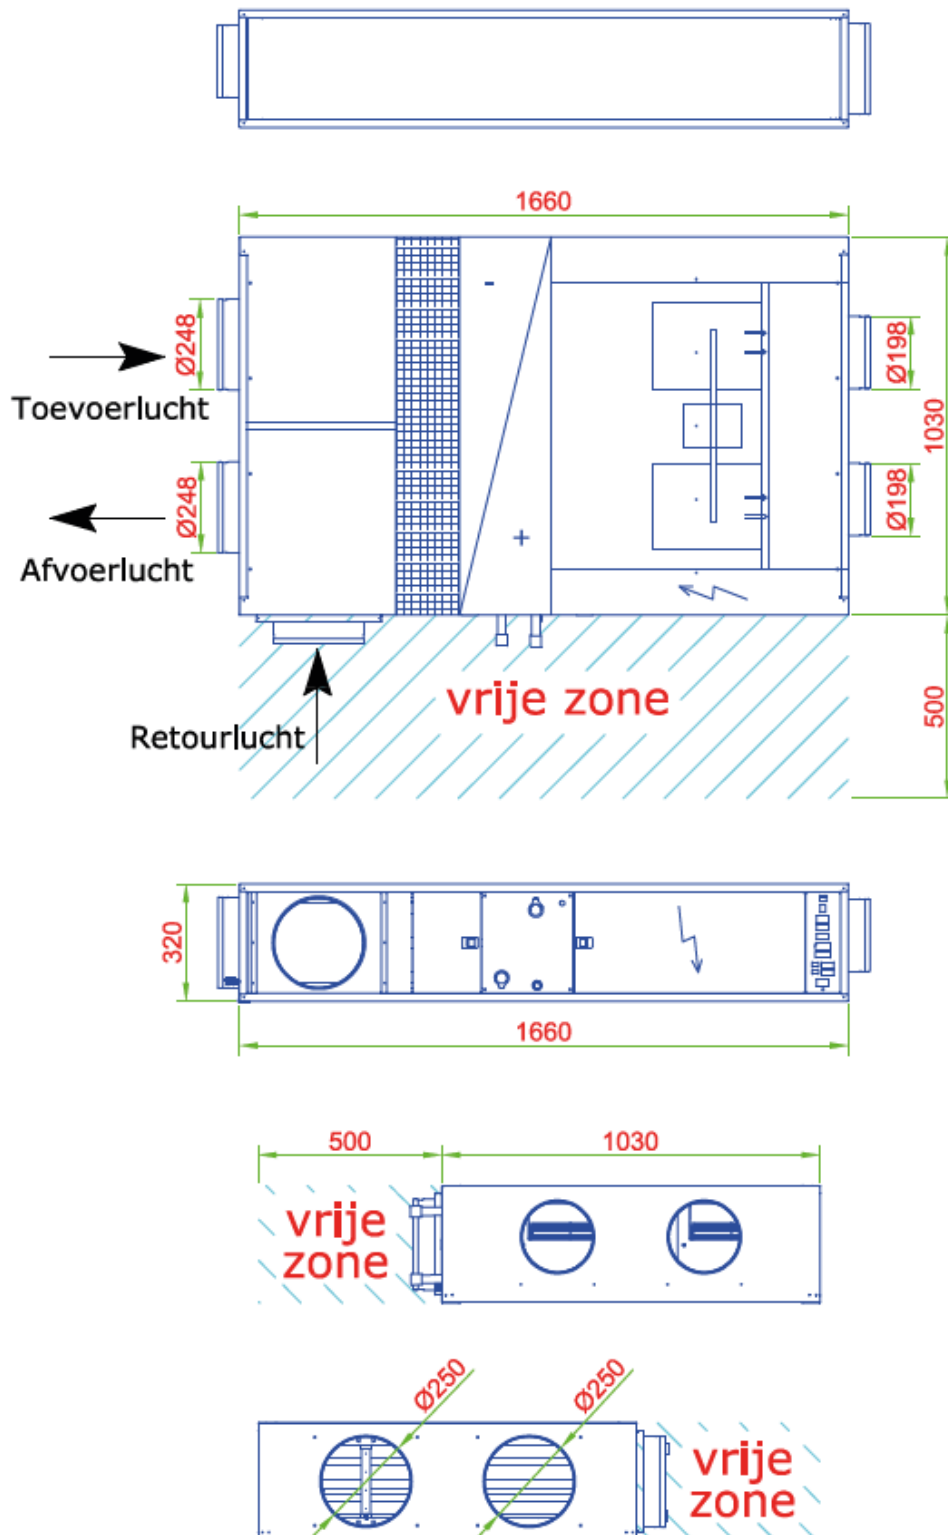 1660
Ø248
Toevoerlucht
Ø198
1030
Ø248
Ø198
Afvoerlucht
-
+
vrije zone
500
Retourlucht
320
1660
500
1030
vrije
zone
Ø250
Ø250
vrije
zone